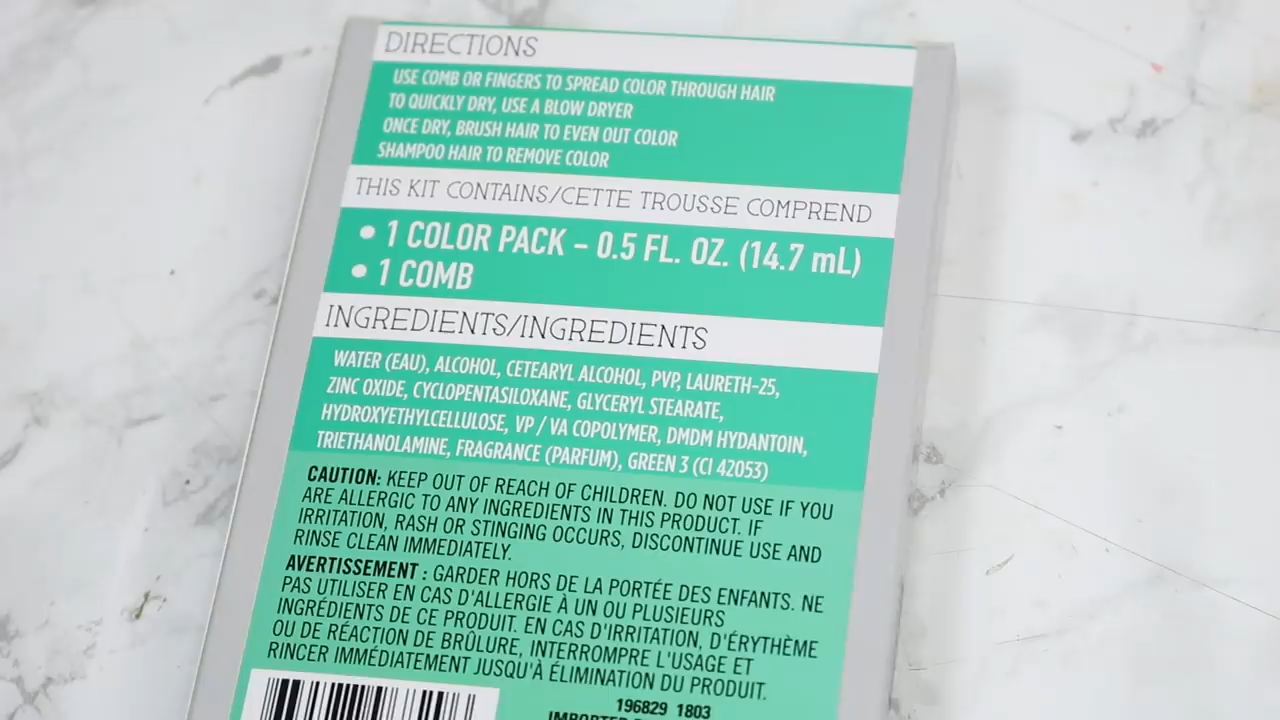 DIRECTIONS
USE COMB OR FINGERS TO SPREAD COLOR THROUGH HAIR
TO QUICKLY DRY, USE A BLOW DRYER
ONCE DRY, BRUSH HAIR TO EVEN OUT COLOR
SHAMPOO HAIR TO REMOVE COLOR
THIS KIT CONTAINS/CETTE TROUSSE COMPREND
• 1 COLOR PACK – 0.5 FL. OZ. (14.7 mL)
• 1 COMB
INGREDIENTS/INGREDIENTS
WATER (EAU), ALCOHOL, CETEARYL ALCOHOL, PVP, LAURETH-25,
ZINC OXIDE, CYCLOPENTASILOXANE, GLYCERYL STEARATE,
HYDROXYETHYLCELLULOSE, VP / VA COPOLYMER, DMDM HYDANTOIN,
TRIETHANOLAMINE, FRAGRANCE (PARFUM), GREEN 3 (CI 42053)
CAUTION: KEEP OUT OF REACH OF CHILDREN. DO NOT USE IF YOU
ARE ALLERGIC TO ANY INGREDIENTS IN THIS PRODUCT. IF
IRRITATION, RASH OR STINGING OCCURS, DISCONTINUE USE AND
RINSE CLEAN IMMEDIATELY.
AVERTISSEMENT : GARDER HORS DE LA PORTÉE DES ENFANTS. NE
PAS UTILISER EN CAS D'ALLERGIE À UN OU PLUSIEURS
INGRÉDIENTS DE CE PRODUIT. EN CAS D'IRRITATION, D'ÉRYTHÈME
OU DE RÉACTION DE BRÛLURE, INTERROMPRE L'USAGE ET
RINCER IMMÉDIATEMENT JUSQU'À ÉLIMINATION DU PRODUIT.
196829 1803
IMPORTED